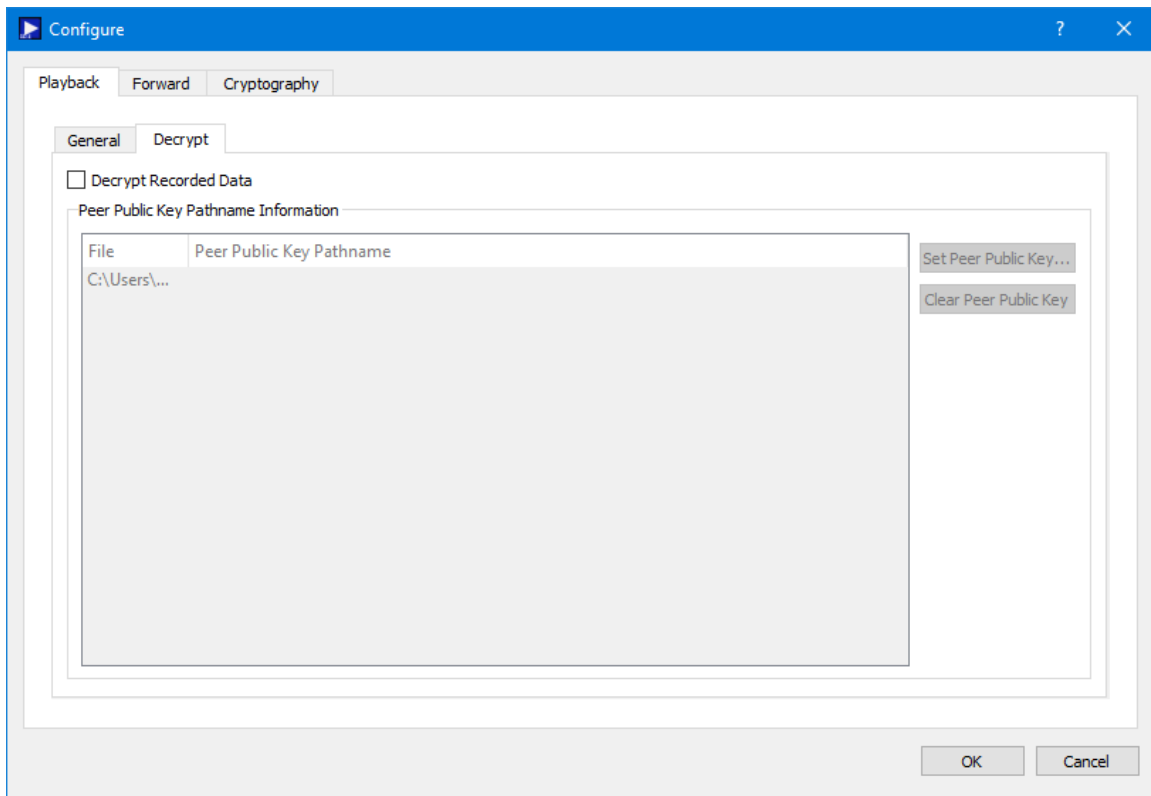 Configure
Playback Forward Cryptography
General Decrypt
Decrypt Recorded Data
Peer Public Key Pathname Information
File Peer Public Key Pathname
C:\Users\...
Set Peer Public Key...
Clear Peer Public Key
OK Cancel